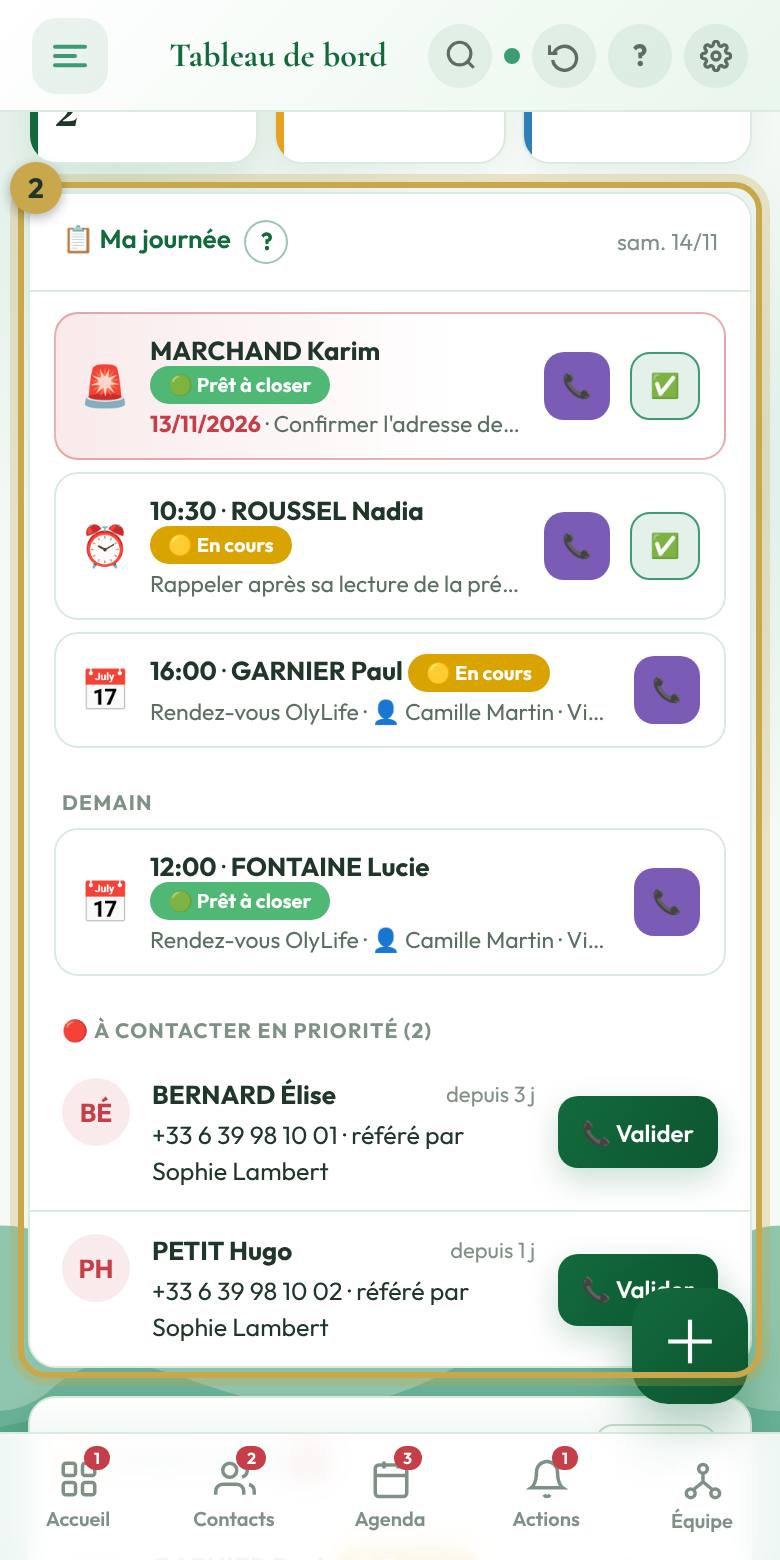 Tableau de bord
?
2
2
Ma journée
?
sam. 14/11
MARCHAND Karim
Prêt à closer
13/11/2026 · Confirmer l'adresse de...
10:30 · ROUSSEL Nadia
En cours
Rappeler après sa lecture de la pré...
July
17
16:00 · GARNIER Paul
En cours
Rendez-vous OlyLife · Camille Martin · Vi...
DEMAIN
July
17
12:00 · FONTAINE Lucie
Prêt à closer
Rendez-vous OlyLife · Camille Martin · Vi...
À CONTACTER EN PRIORITÉ (2)
BÉ
BERNARD Élise
depuis 3 j
+33 6 39 98 10 01 · référé par
Sophie Lambert
Valider
PH
PETIT Hugo
depuis 1 j
+33 6 39 98 10 02 · référé par
Sophie Lambert
Valider
1
Accueil
2
Contacts
3
Agenda
1
Actions
Équipe